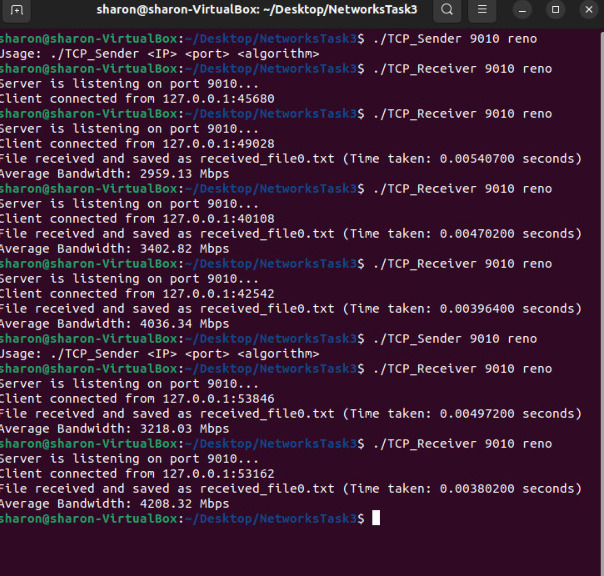 sharon@sharon-VirtualBox: ~/Desktop/NetworksTask3
sharon@sharon-VirtualBox:~/Desktop/NetworksTask3$ ./TCP_Sender 9010 reno
Usage: ./TCP_Sender <IP> <port> <algorithm>
sharon@sharon-VirtualBox:~/Desktop/NetworksTask3$ ./TCP_Receiver 9010 reno
Server is listening on port 9010...
Client connected from 127.0.0.1:45680
sharon@sharon-VirtualBox:~/Desktop/NetworksTask3$ ./TCP_Receiver 9010 reno
Server is listening on port 9010...
Client connected from 127.0.0.1:49028
File received and saved as received_file0.txt (Time taken: 0.00540700 seconds)
Average Bandwidth: 2959.13 Mbps
sharon@sharon-VirtualBox:~/Desktop/NetworksTask3$ ./TCP_Receiver 9010 reno
Server is listening on port 9010...
Client connected from 127.0.0.1:40108
File received and saved as received_file0.txt (Time taken: 0.00470200 seconds)
Average Bandwidth: 3402.82 Mbps
sharon@sharon-VirtualBox:~/Desktop/NetworksTask3$ ./TCP_Receiver 9010 reno
Server is listening on port 9010...
Client connected from 127.0.0.1:42542
File received and saved as received_file0.txt (Time taken: 0.00396400 seconds)
Average Bandwidth: 4036.34 Mbps
sharon@sharon-VirtualBox:~/Desktop/NetworksTask3$ ./TCP_Sender 9010 reno
Usage: ./TCP_Sender <IP> <port> <algorithm>
sharon@sharon-VirtualBox:~/Desktop/NetworksTask3$ ./TCP_Receiver 9010 reno
Server is listening on port 9010...
Client connected from 127.0.0.1:53846
File received and saved as received_file0.txt (Time taken: 0.00497200 seconds)
Average Bandwidth: 3218.03 Mbps
sharon@sharon-VirtualBox:~/Desktop/NetworksTask3$ ./TCP_Receiver 9010 reno
Server is listening on port 9010...
Client connected from 127.0.0.1:53162
File received and saved as received_file0.txt (Time taken: 0.00380200 seconds)
Average Bandwidth: 4208.32 Mbps
sharon@sharon-VirtualBox:~/Desktop/NetworksTask3$